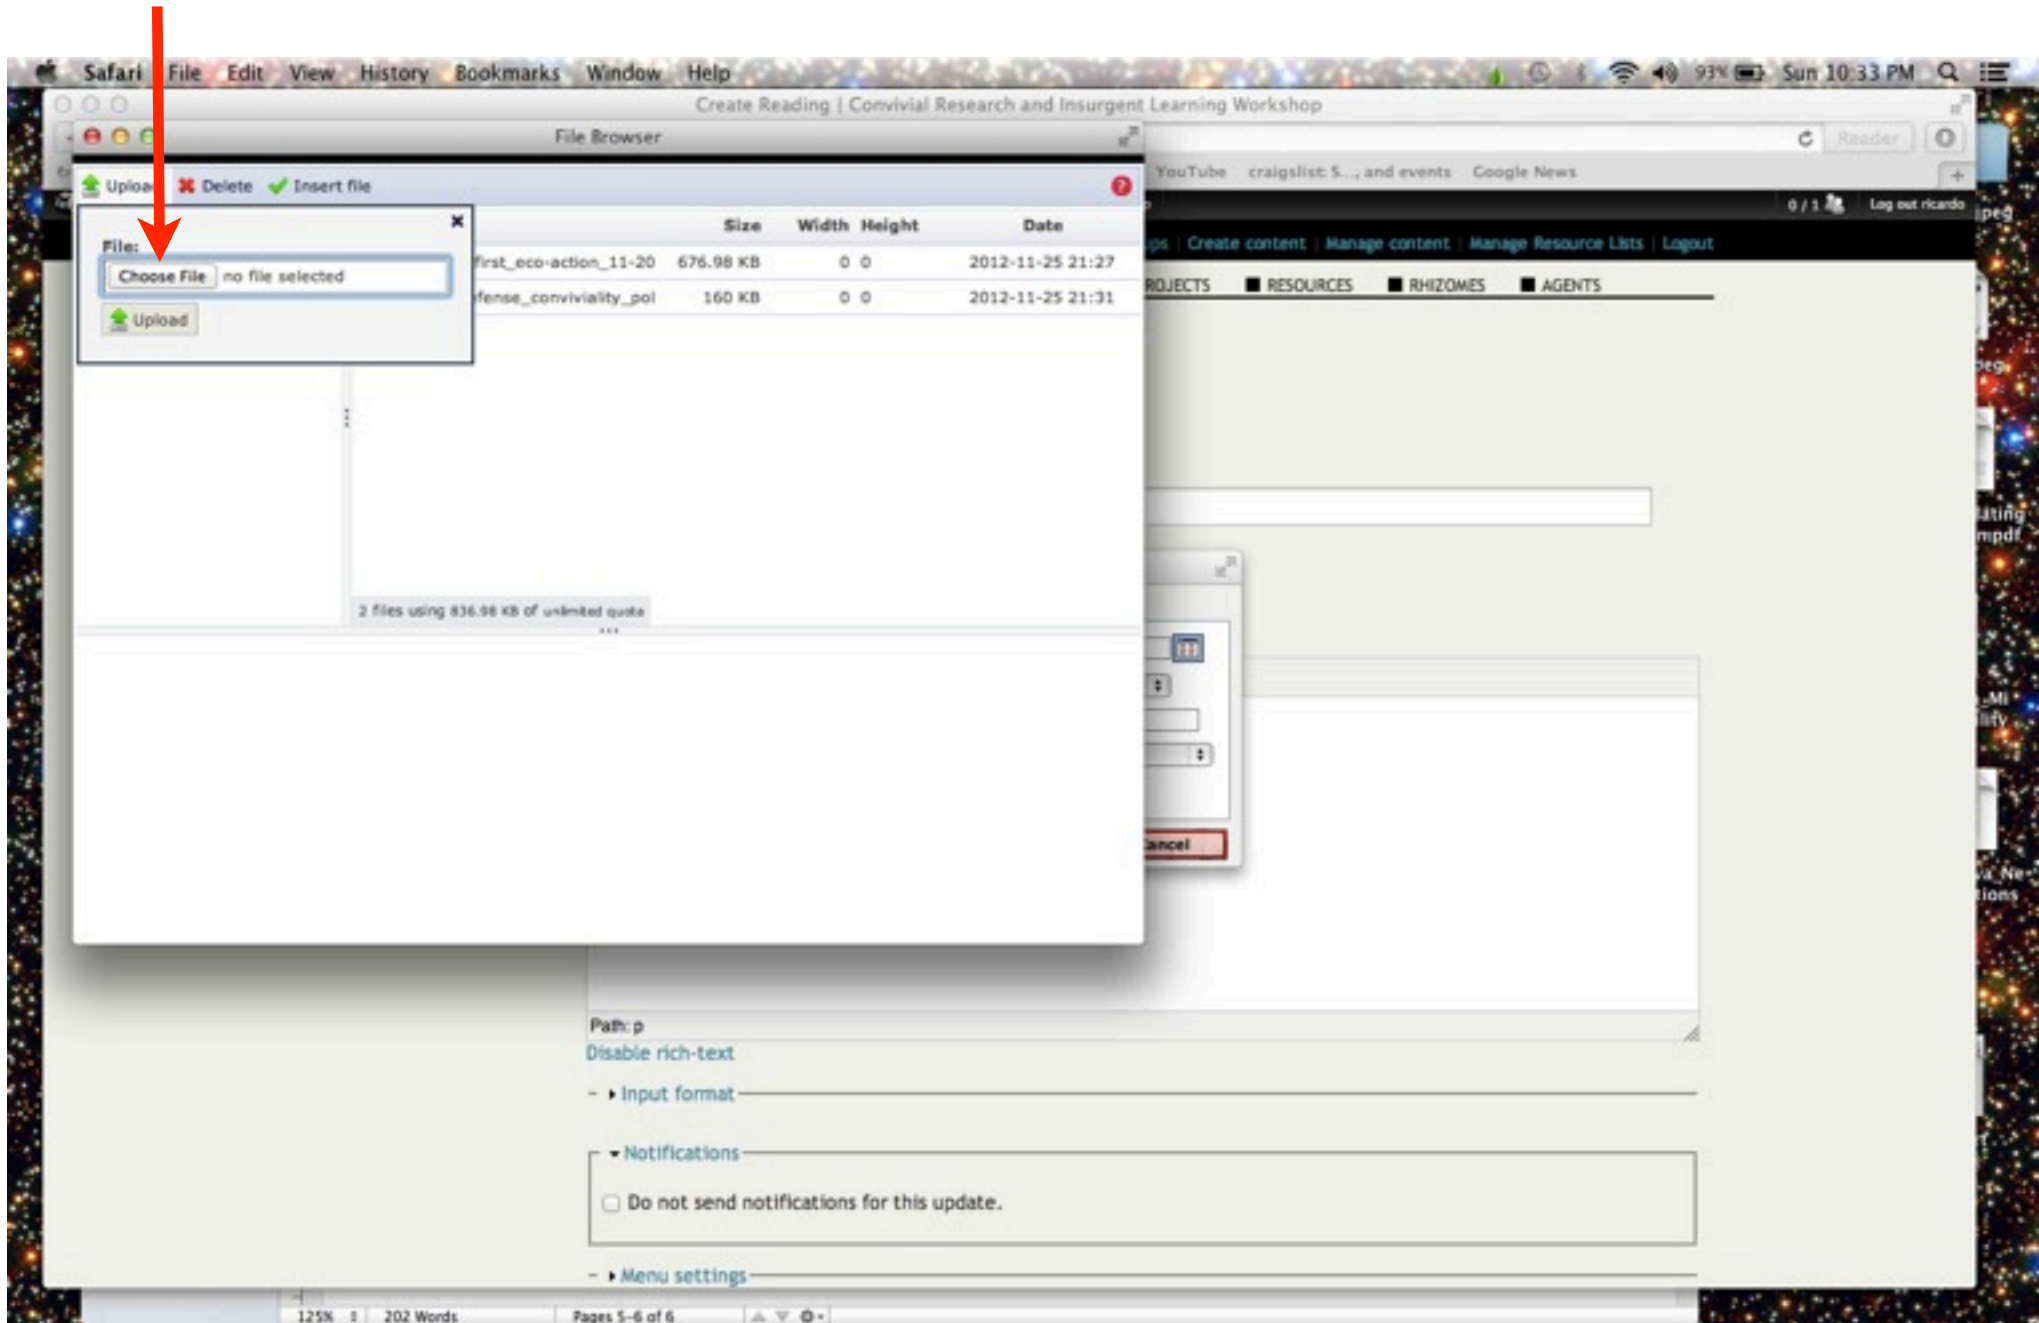 Safari File Edit View History Bookmarks Window Help 93% Sun 10:33 PM
Create Reading | Convivial Research and Insurgent Learning Workshop
File Browser
Reader
YouTube craigslist: S..., and events Google News
Upload Delete Insert file
0 / 1 Log out ricardo
jpeg
Size Width Height Date
File:
Create content Manage content Manage Resource Lists Logout
Choose File no file selected
first_eco-action_11-20 676.98 KB 0 0 2012-11-25 21:27
ROJECTS RESOURCES RHIZOMES AGENTS
fense_conviviality_pol 160 KB 0 0 2012-11-25 21:31
Upload
2 files using 836.98 KB of unlimited quota
Cancel
Path: p
Disable rich-text
Input format
Notifications
Do not send notifications for this update.
Menu settings
125% 202 Words Pages 5-6 of 6